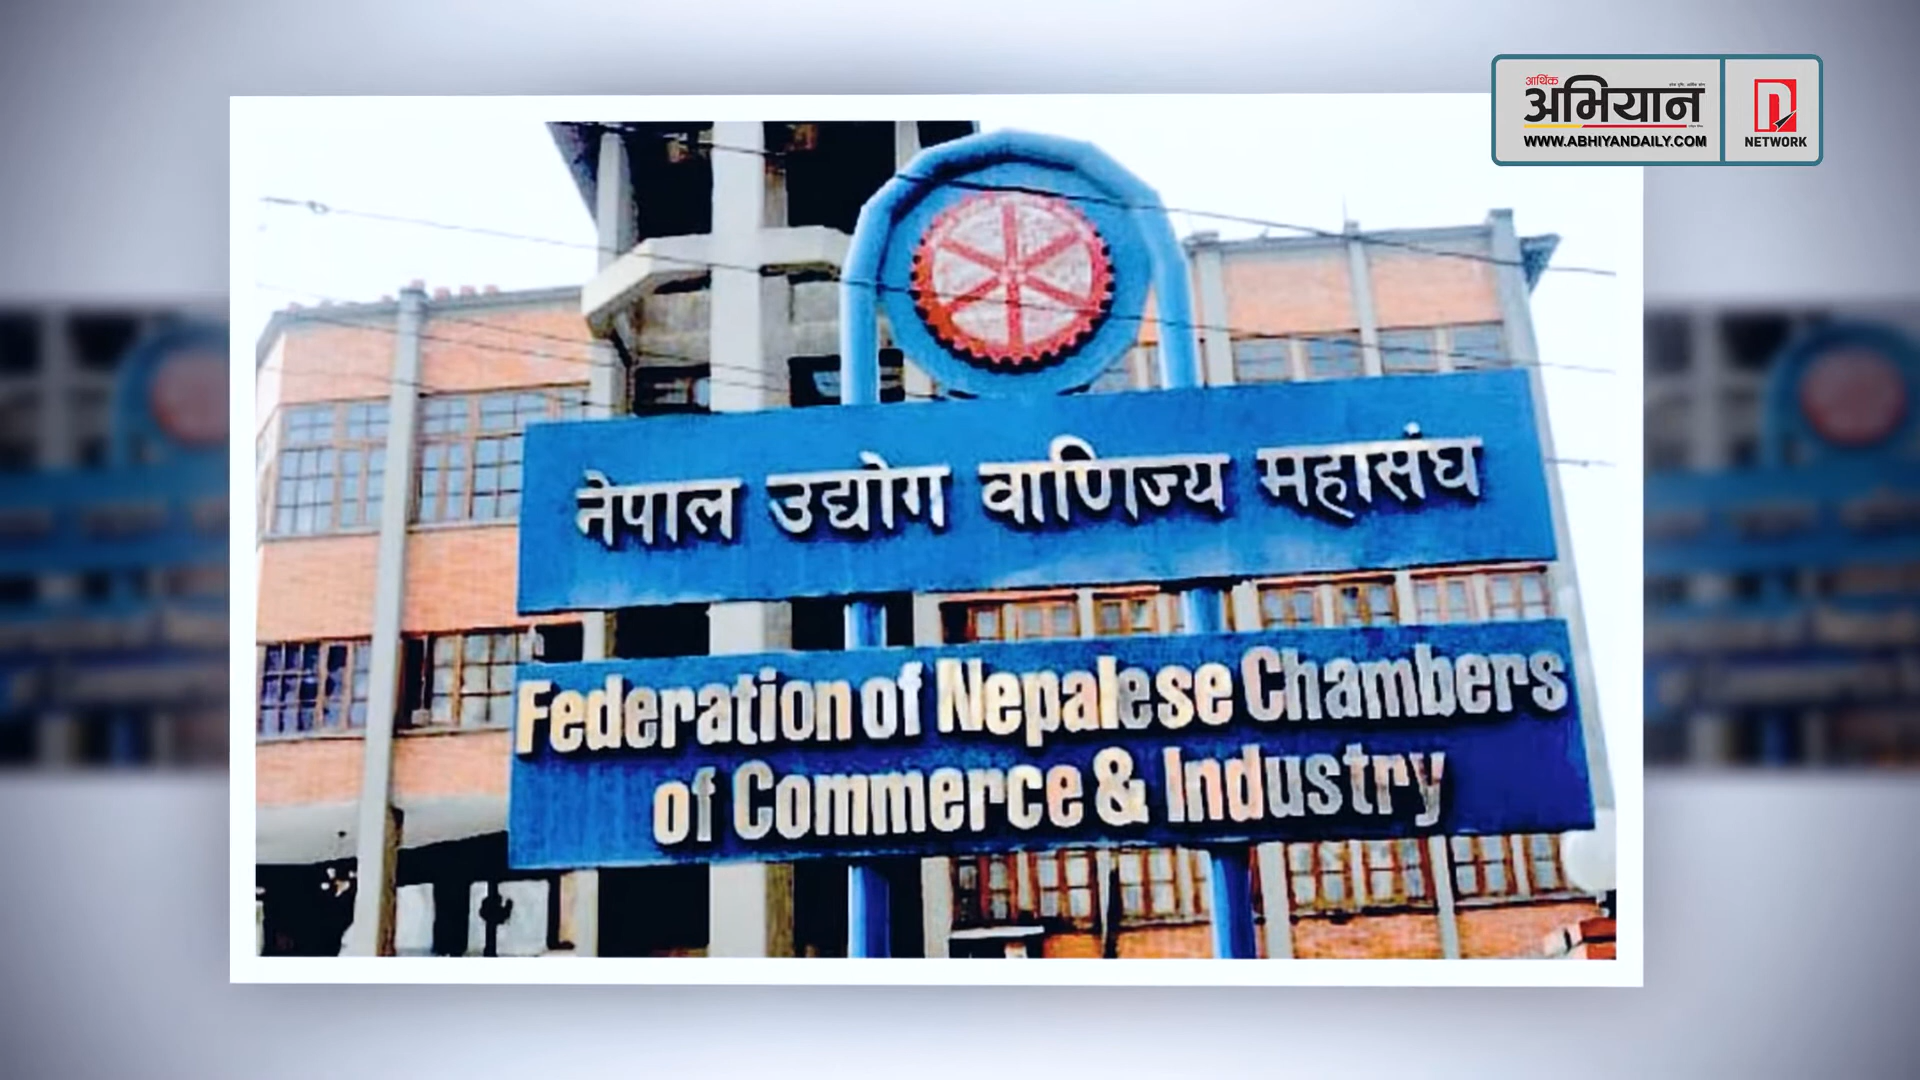 आर्थिक
अभियान
WWW.ABHIYANDAILY.COM
NETWORK
नेपाल उद्योग वाणिज्य महासंघ
Federation of Nepalese Chambers
of Commerce & Industry